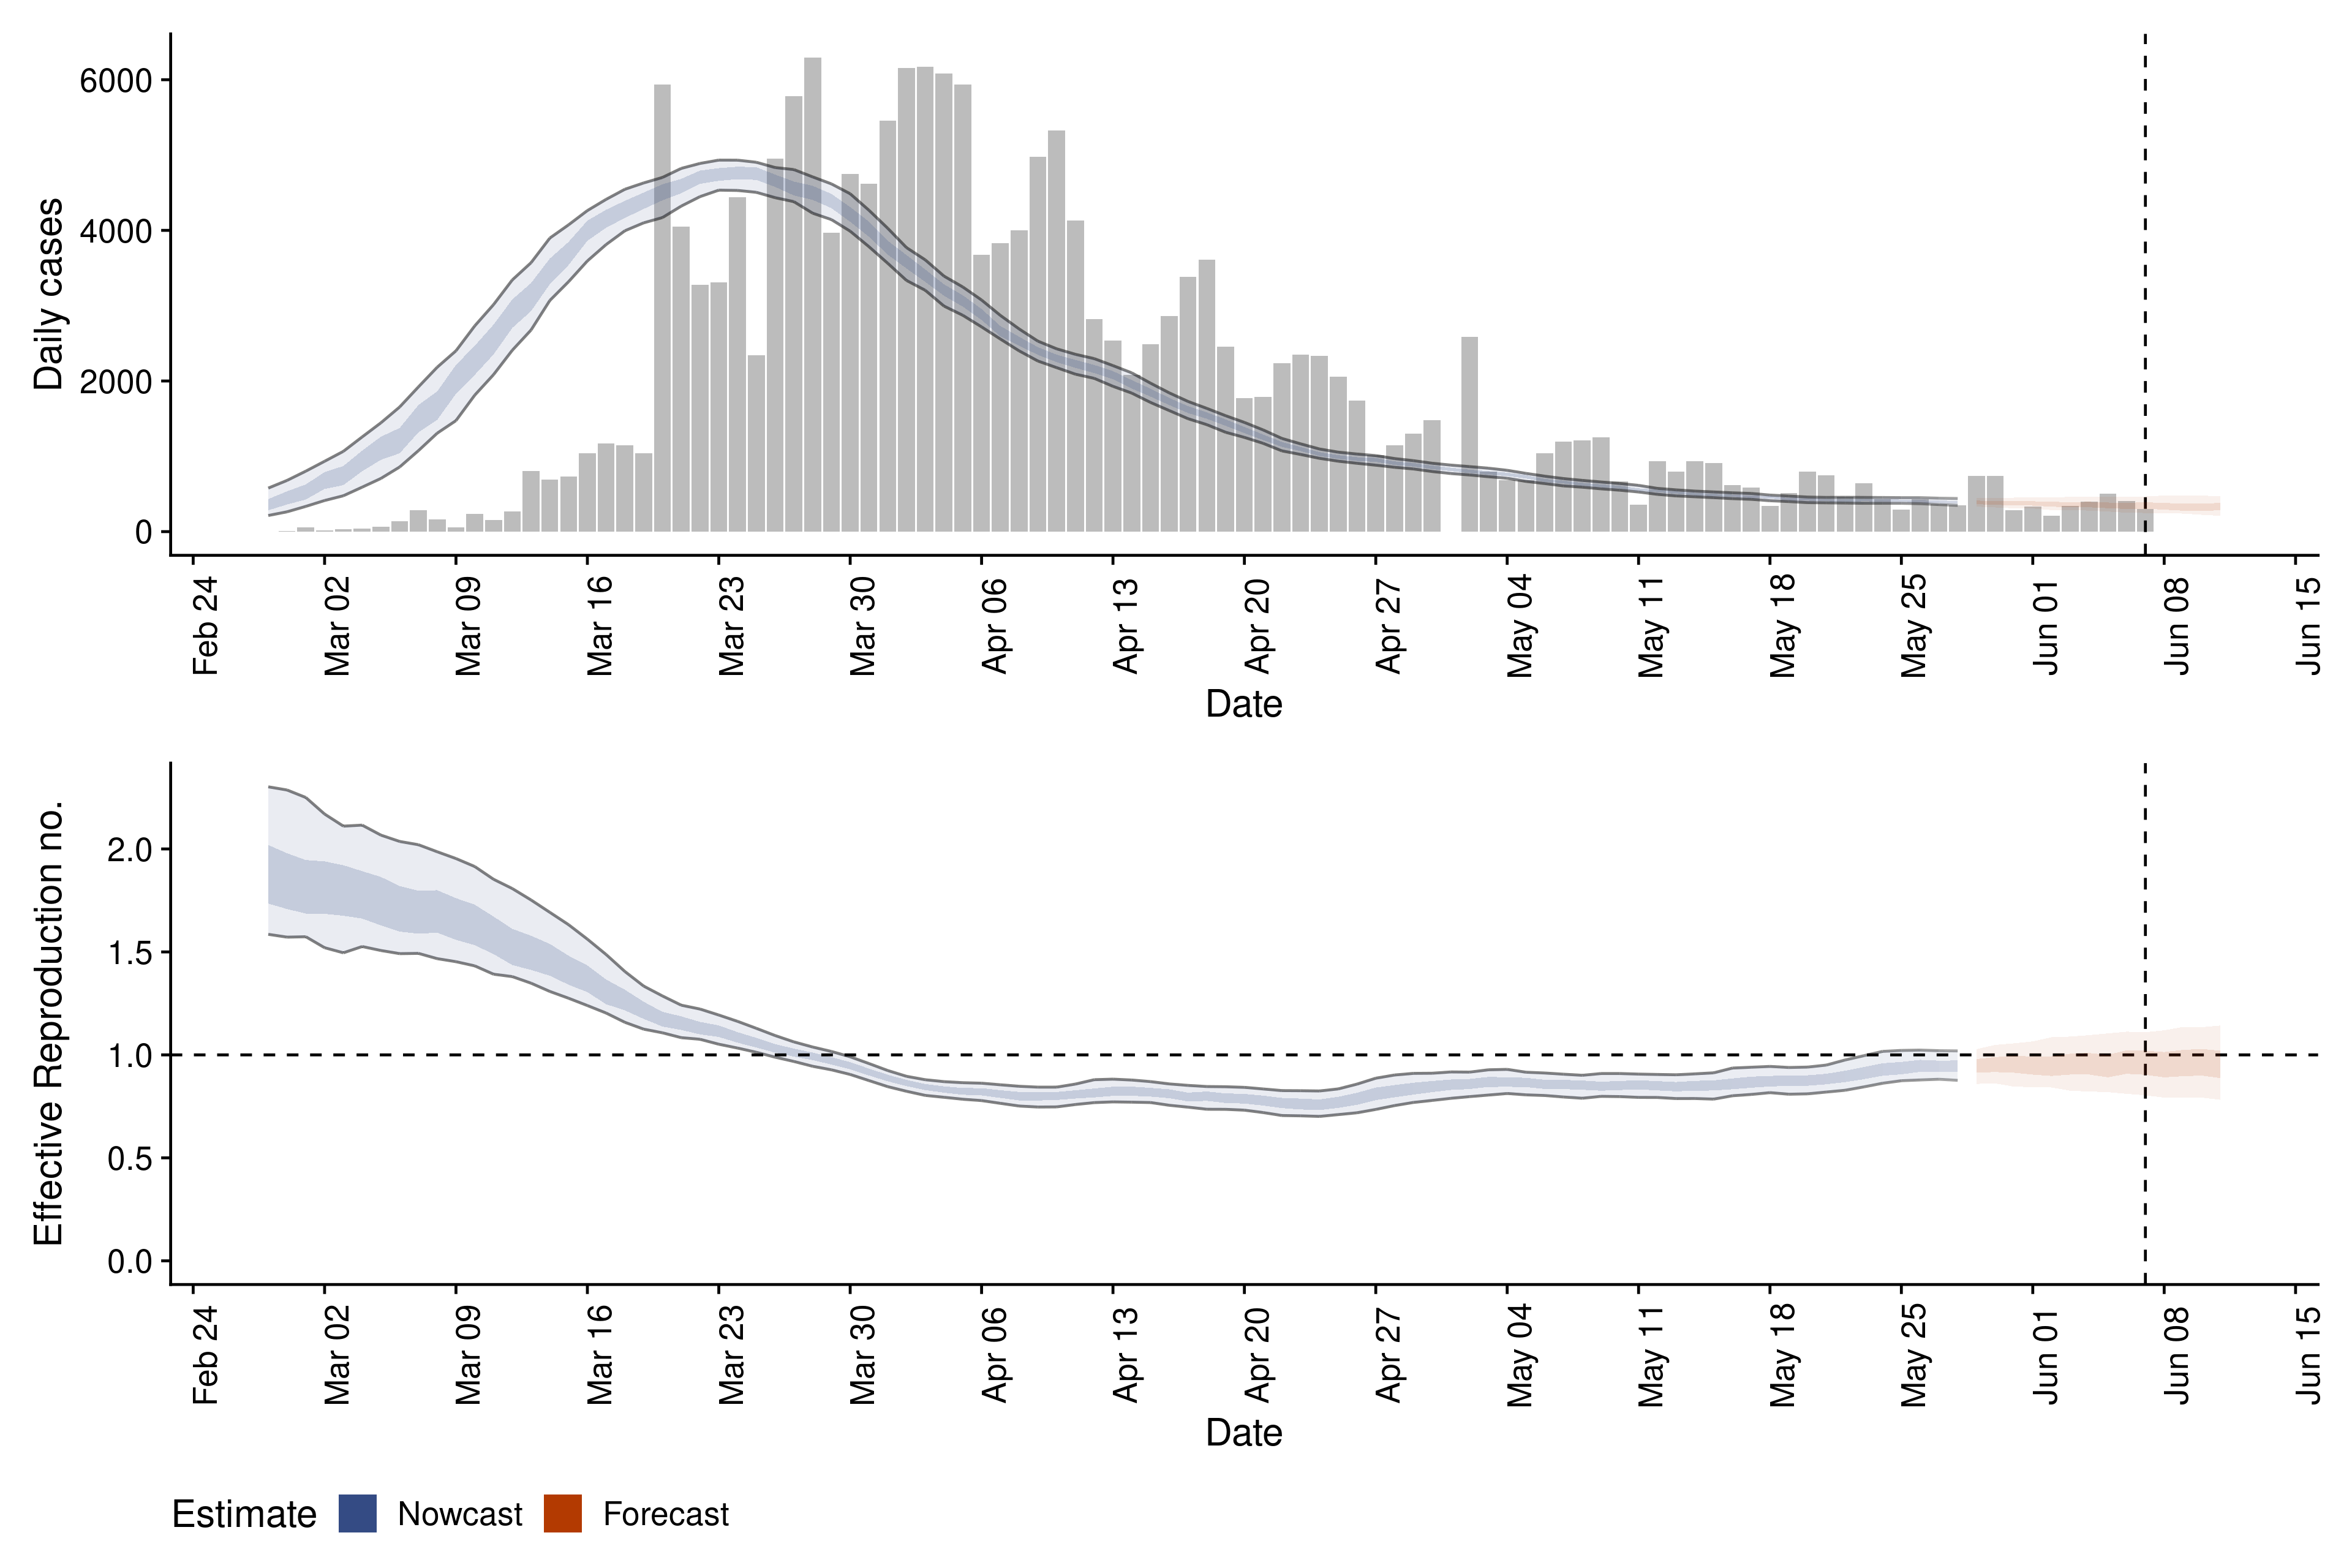 6000
4000
2000
0
Daily cases
Feb 24
Mar 02
Mar 09
Mar 16
Mar 23
Mar 30
Apr 06
Apr 13
Apr 20
Apr 27
May 04
May 11
May 18
May 25
Jun 01
Jun 08
Jun 15
Date
2.0
1.5
1.0
0.5
0.0
Effective Reproduction no.
Feb 24
Mar 02
Mar 09
Mar 16
Mar 23
Mar 30
Apr 06
Apr 13
Apr 20
Apr 27
May 04
May 11
May 18
May 25
Jun 01
Jun 08
Jun 15
Date
Estimate Nowcast Forecast